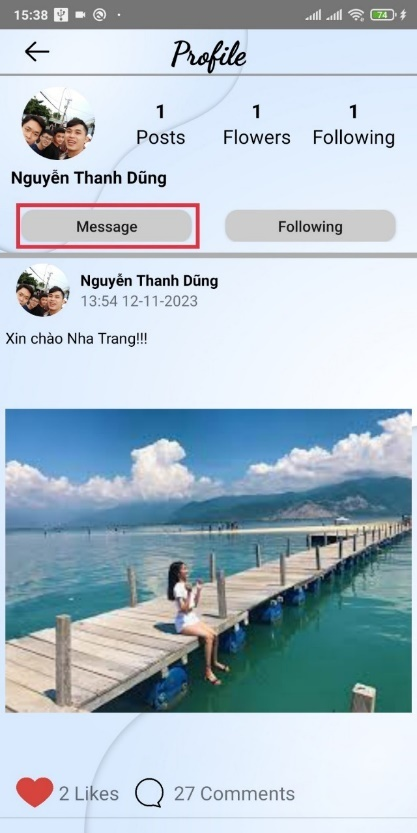 15:38 74
Profile
1 1 1
Posts Flowers Following
Nguyễn Thanh Dũng
Message Following
Nguyễn Thanh Dũng
13:54 12-11-2023
Xin chào Nha Trang!!!
2 Likes 27 Comments